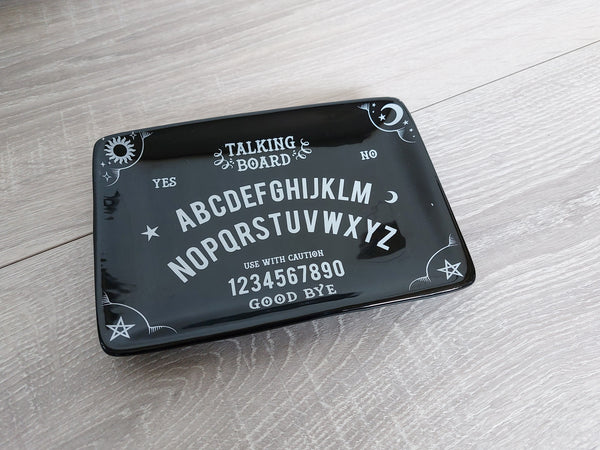 TALKING
BOARD
YES
NO
ABCDEFGHIJKLM
NOPQRSTUVWXYZ
USE WITH CAUTION
1234567890
GOOD BYE